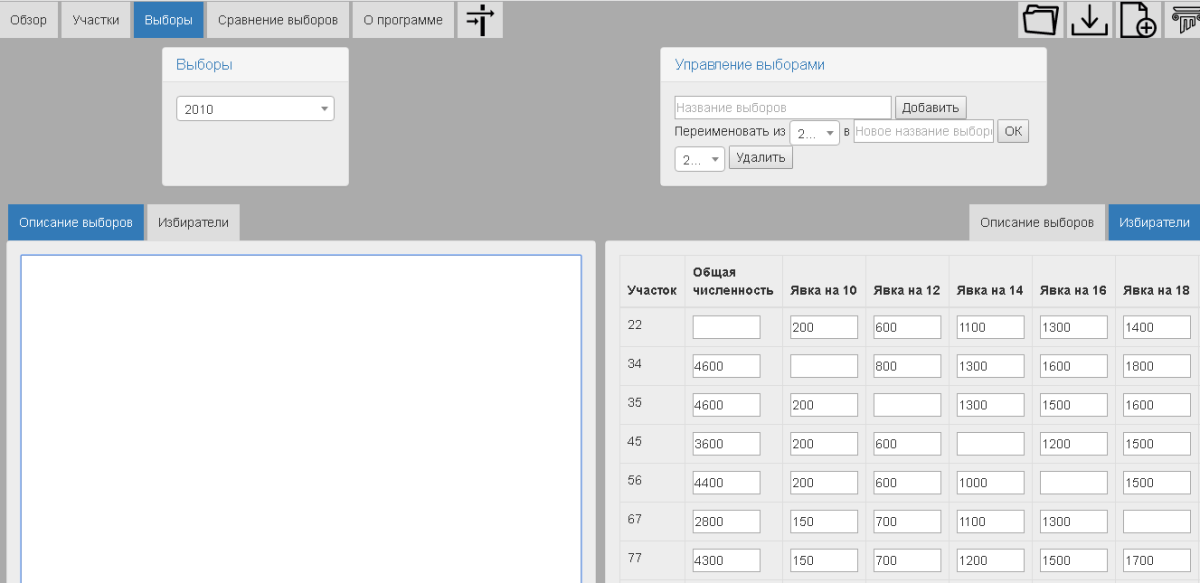 Обзор Участки Выборы Сравнение выборов О программе
Выборы
2010
Управление выборами
Название выборов Добавить
Переименовать из 2... в Новое название выбор ОК
2... Удалить
Описание выборов Избиратели
Описание выборов Избиратели
Участок Общая численность Явка на 10 Явка на 12 Явка на 14 Явка на 16 Явка на 18
22 200 600 1100 1300 1400
34 4600 800 1300 1600 1800
35 4600 200 1300 1500 1600
45 3600 200 600 1200 1500
56 4400 200 600 1000 1500
67 2800 150 700 1100 1300
77 4300 150 700 1200 1500 1700